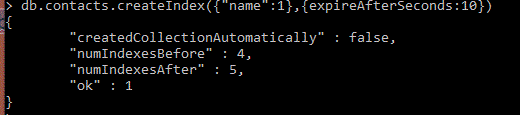 > db.contacts.createIndex({"name":1},{expireAfterSeconds:10})
{
        "createdCollectionAutomatically" : false,
        "numIndexesBefore" : 4,
        "numIndexesAfter" : 5,
        "ok" : 1
}